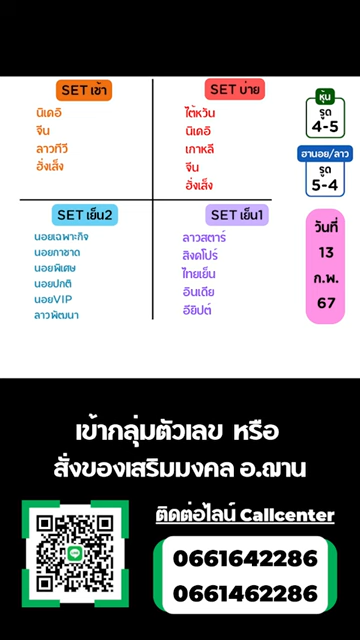 SET เช้า
นิเคอิ
จีน
ลาวทีวี
ฮั่งเส็ง
SET บ่าย
ไต้หวัน
นิเคอิ
เกาหลี
จีน
ฮั่งเส็ง
หุ้น
รูด
4-5
ฮานอย/ลาว
รูด
5-4
SET เย็น2
นอยเฉพาะกิจ
นอยกาชาด
นอยพิเศษ
นอยปกติ
นอยVIP
ลาวพัฒนา
SET เย็น1
ลาวสตาร์
สิงคโปร์
ไทยเย็น
อินเดีย
อียิปต์
วันที่
13
ก.พ.
67
เข้ากลุ่มตัวเลข หรือ
สั่งของเสริมมงคล อ.ฌาน
ติดต่อไลน์ Callcenter
0661642286
0661462286